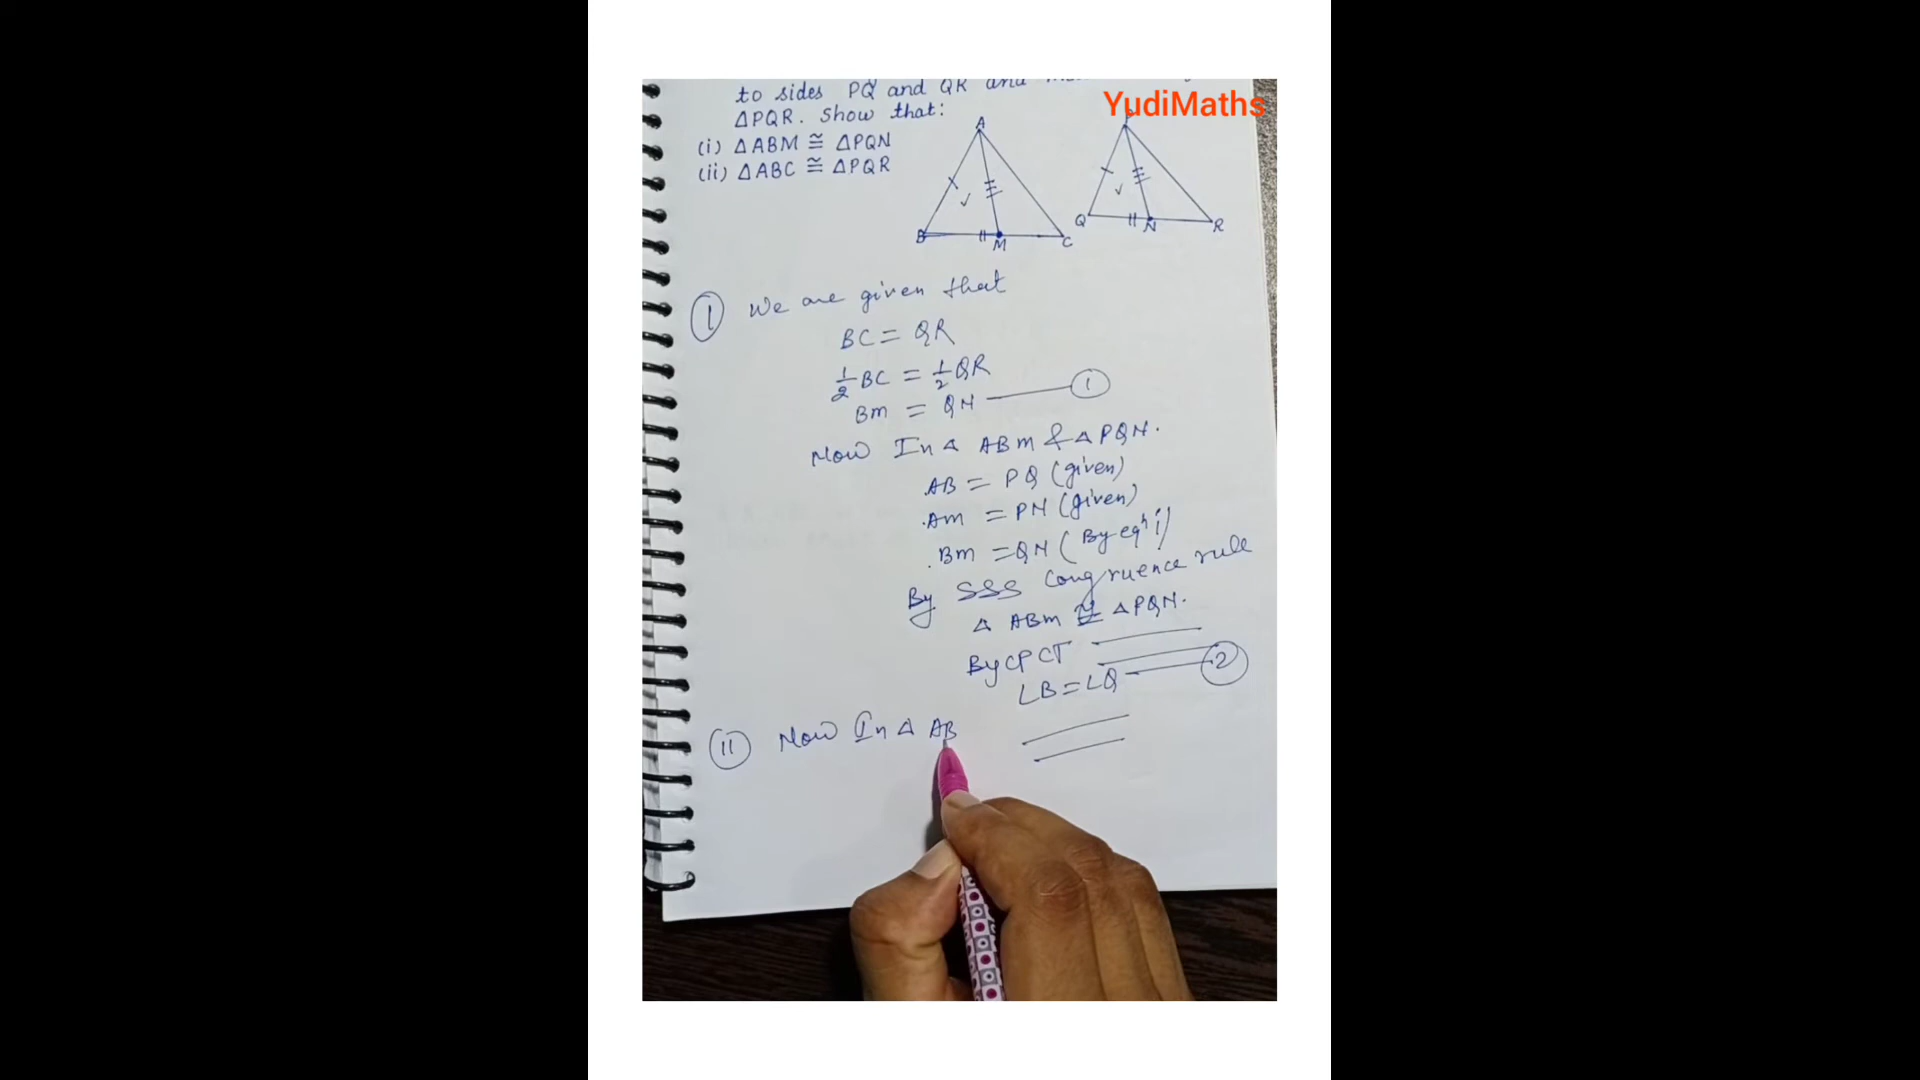 to sides PQ and QR and
YudiMaths
ΔPQR. Show that:
(i) ΔABM ≅ ΔPQN
(ii) ΔABC ≅ ΔPQR
A
P
B
M
C
Q
N
R
(1) We are given that
BC = QR
1/2 BC = 1/2 QR
BM = QN — (1)
Now In Δ ABM & Δ PQN.
AB = PQ (given)
AM = PN (given)
BM = QN (By eqⁿ i)
By SSS congruence rule
Δ ABM ≅ Δ PQN.
By CPCT
∠B = ∠Q — (2)
(ii) Now In Δ AB